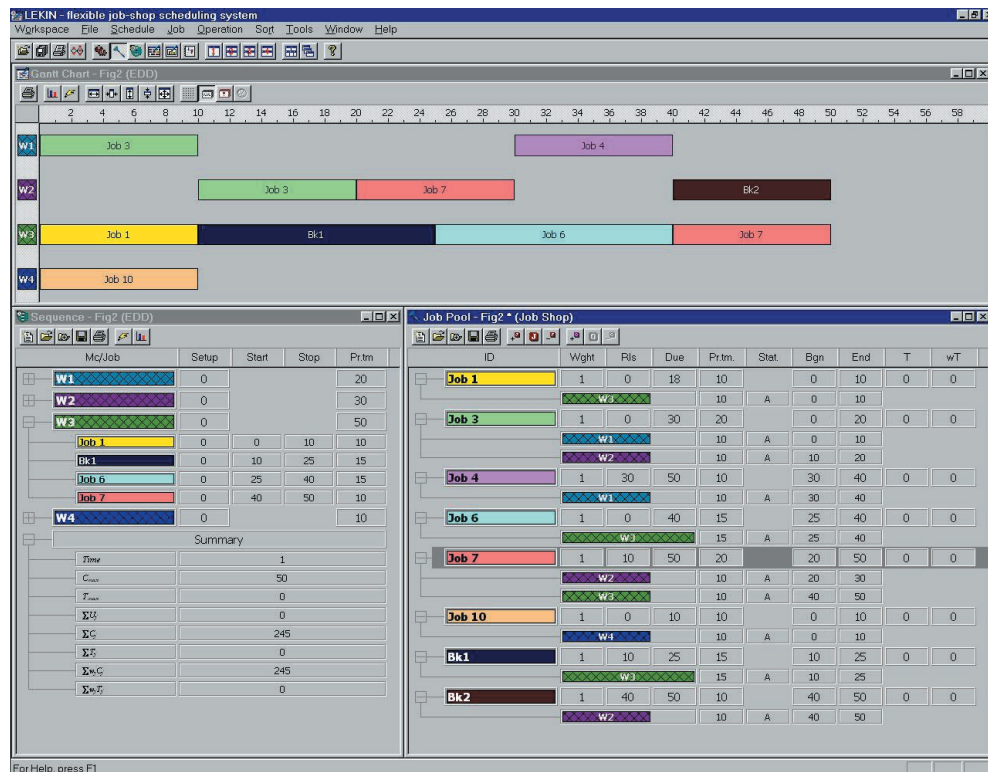 LEKIN - flexible job-shop scheduling system
Workspace File Schedule Job Operation Sort Tools Window Help
Gantt Chart - Fig2 (EDD)
2 4 6 8 10 12 14 16 18 20 22 24 26 28 30 32 34 36 38 40 42 44 46 48 50 52 54 56 58
W1 Job 3 Job 4
W2 Job 3 Job 7 Bk2
W3 Job 1 Bk1 Job 6 Job 7
W4 Job 10
Sequence - Fig2 (EDD)
Mc/Job Setup Start Stop Pr.tm
W1 0 20
W2 0 30
W3 0 50
Job 1 0 0 10 10
Bk1 0 10 25 15
Job 6 0 25 40 15
Job 7 0 40 50 10
W4 0 10
Summary
Time 1
Cmax 50
Tmax 0
ΣUj 0
ΣCj 245
ΣTj 0
ΣwjCj 245
ΣwjTj 0
Job Pool - Fig2 * (Job Shop)
ID Wght Rls Due Pr.tm. Stat. Bgn End T wT
Job 1 1 0 18 10 0 10 0 0
W3 10 A 0 10
Job 3 1 0 30 20 0 20 0 0
W1 10 A 0 10
W2 10 A 10 20
Job 4 1 30 50 10 30 40 0 0
W1 10 A 30 40
Job 6 1 0 40 15 25 40 0 0
W3 15 A 25 40
Job 7 1 10 50 20 20 50 0 0
W2 10 A 20 30
W3 10 A 40 50
Job 10 1 0 10 10 0 10 0 0
W4 10 A 0 10
Bk1 1 10 25 15 10 25 0 0
W3 15 A 10 25
Bk2 1 40 50 10 40 50 0 0
W2 10 A 40 50
For Help, press F1